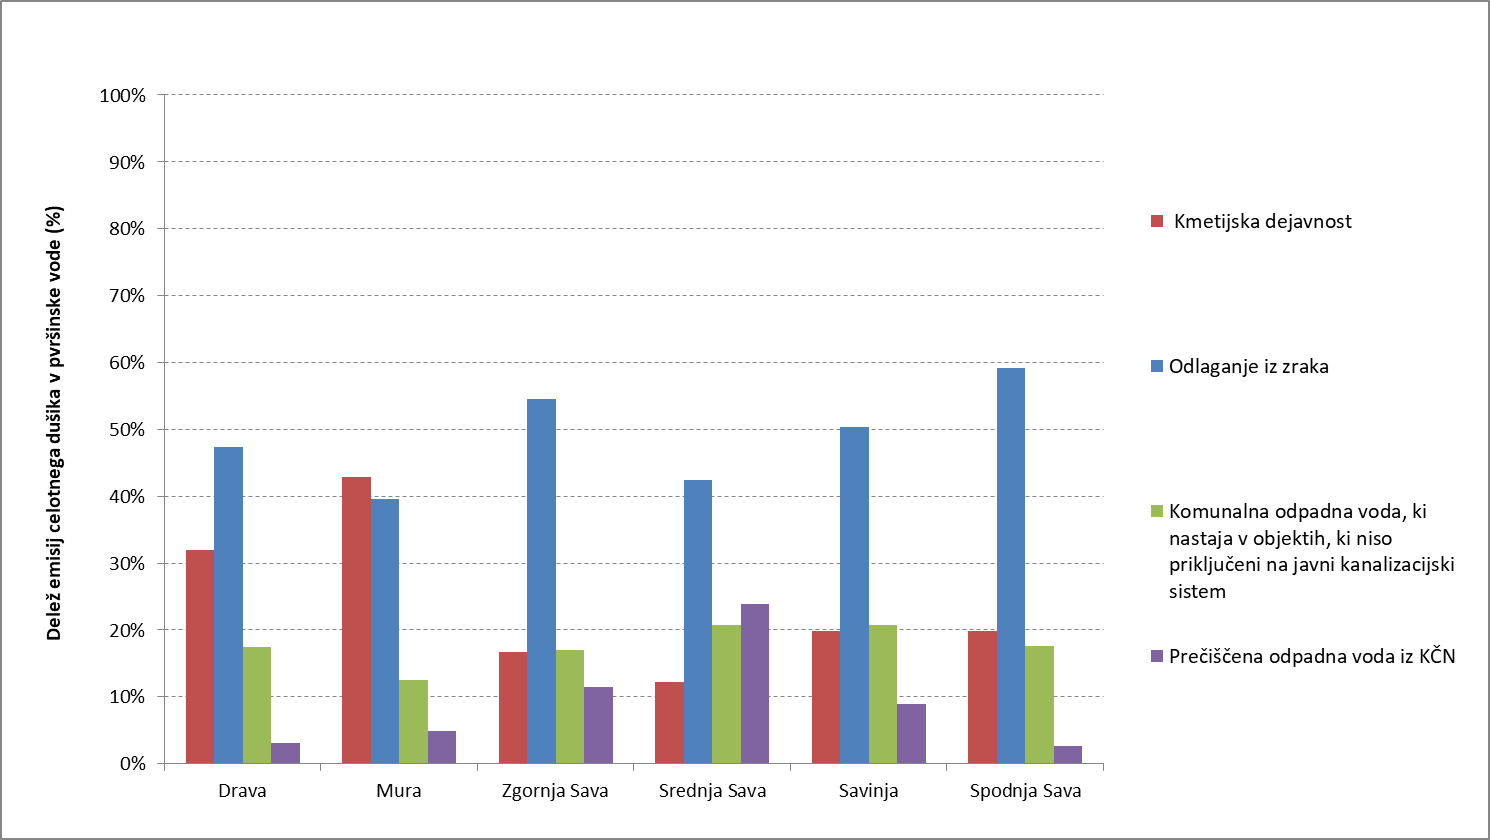 Delež emisij celotnega dušika v pvršinske vode (%)
100%
90%
80%
70%
60%
50%
40%
30%
20%
10%
0%
Drava
Mura
Zgornja Sava
Srednja Sava
Savinja
Spodnja Sava
Kmetijska dejavnost
Odlaganje iz zraka
Komunalna odpadna voda, ki
nastaja v objektih, ki niso
priključeni na javni kanalizacijski
sistem
Prečiščena odpadna voda iz KČN